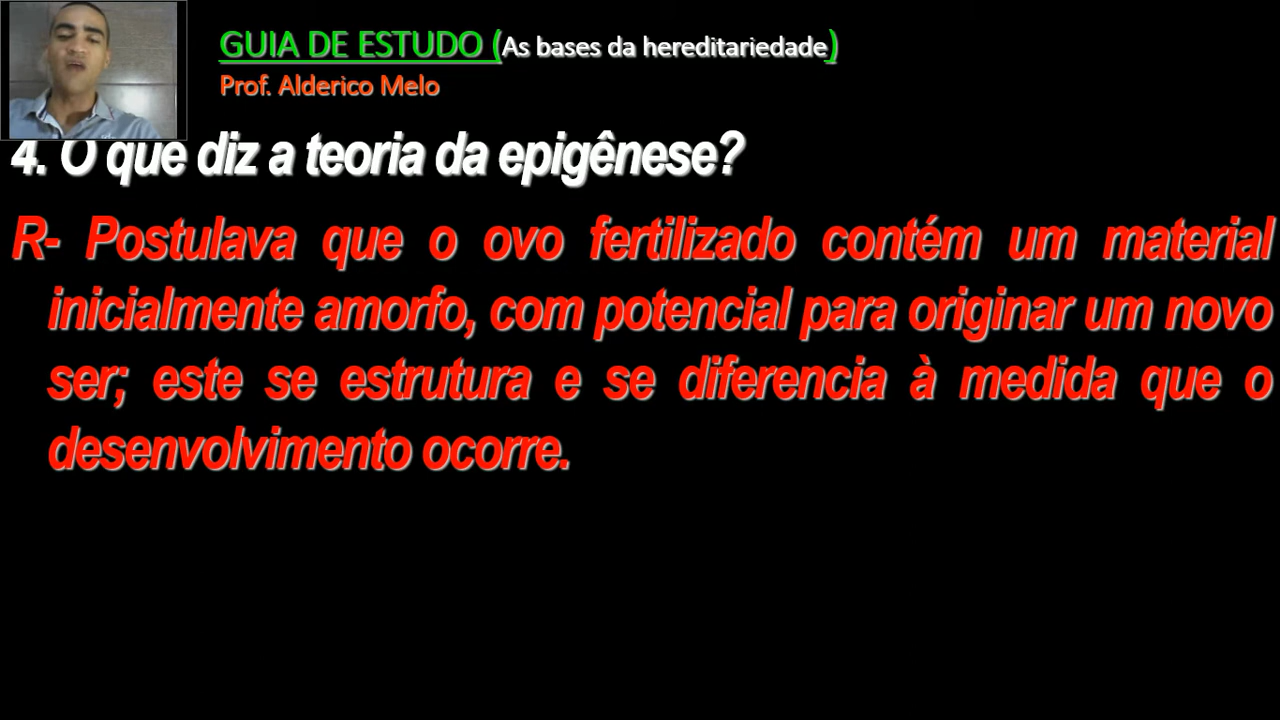 GUIA DE ESTUDO (As bases da hereditariedade)
Prof. Alderico Melo
4. O que diz a teoria da epigênese?
R- Postulava que o ovo fertilizado contém um material
inicialmente amorfo, com potencial para originar um novo
ser; este se estrutura e se diferencia à medida que o
desenvolvimento ocorre.